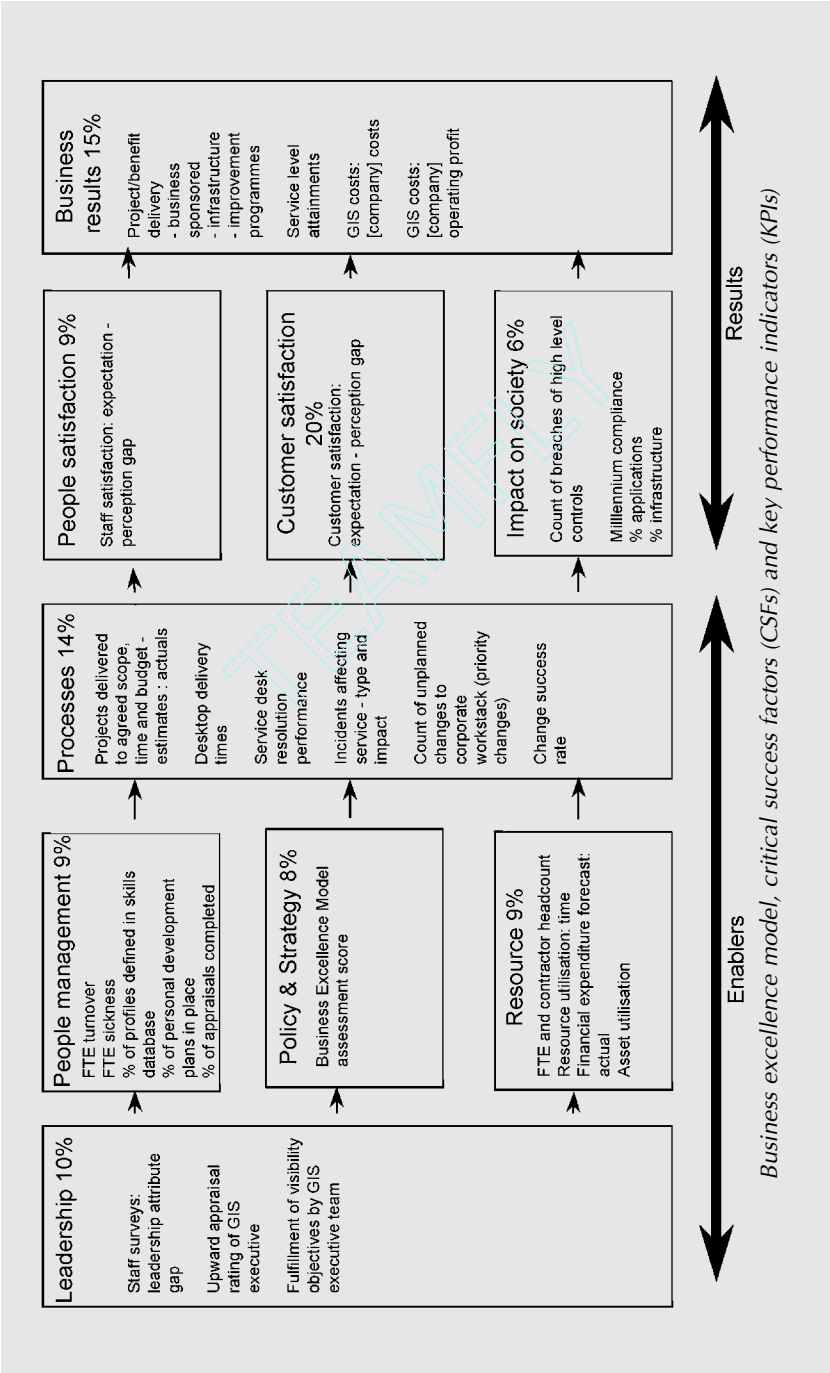 Leadership 10%
Staff surveys:
leadership attribute
gap
Upward appraisal
rating of GIS
executive
Fulfillment of visibility
objectives by GIS
executive team
People management 9%
FTE turnover
FTE sickness
% of profiles defined in skills
database
% of personal development
plans in place
% of appraisals completed
Policy & Strategy 8%
Business Excellence Model
assessment score
Resource 9%
FTE and contractor headcount
Resource utilisation: time
Financial expenditure forecast:
actual
Asset utilisation
Processes 14%
Projects delivered
to agreed scope,
time and budget -
estimates : actuals
Desktop delivery
times
Service desk
resolution
performance
Incidents affecting
service - type and
impact
Count of unplanned
changes to
corporate
workstack (priority
changes)
Change success
rate
People satisfaction 9%
Staff satisfaction: expectation -
perception gap
Customer satisfaction
20%
Customer satisfaction:
expectation - perception gap
Impact on society 6%
Count of breaches of high level
controls
Milllennium compliance
% applications
% infrastructure
Business
results 15%
Project/benefit
delivery
- business
sponsored
- infrastructure
- improvement
programmes
Service level
attainments
GIS costs:
[company] costs
GIS costs:
[company]
operating profit
Enablers
Results
Business excellence model, critical success factors (CSFs) and key performance indicators (KPIs)
TEAMFLY